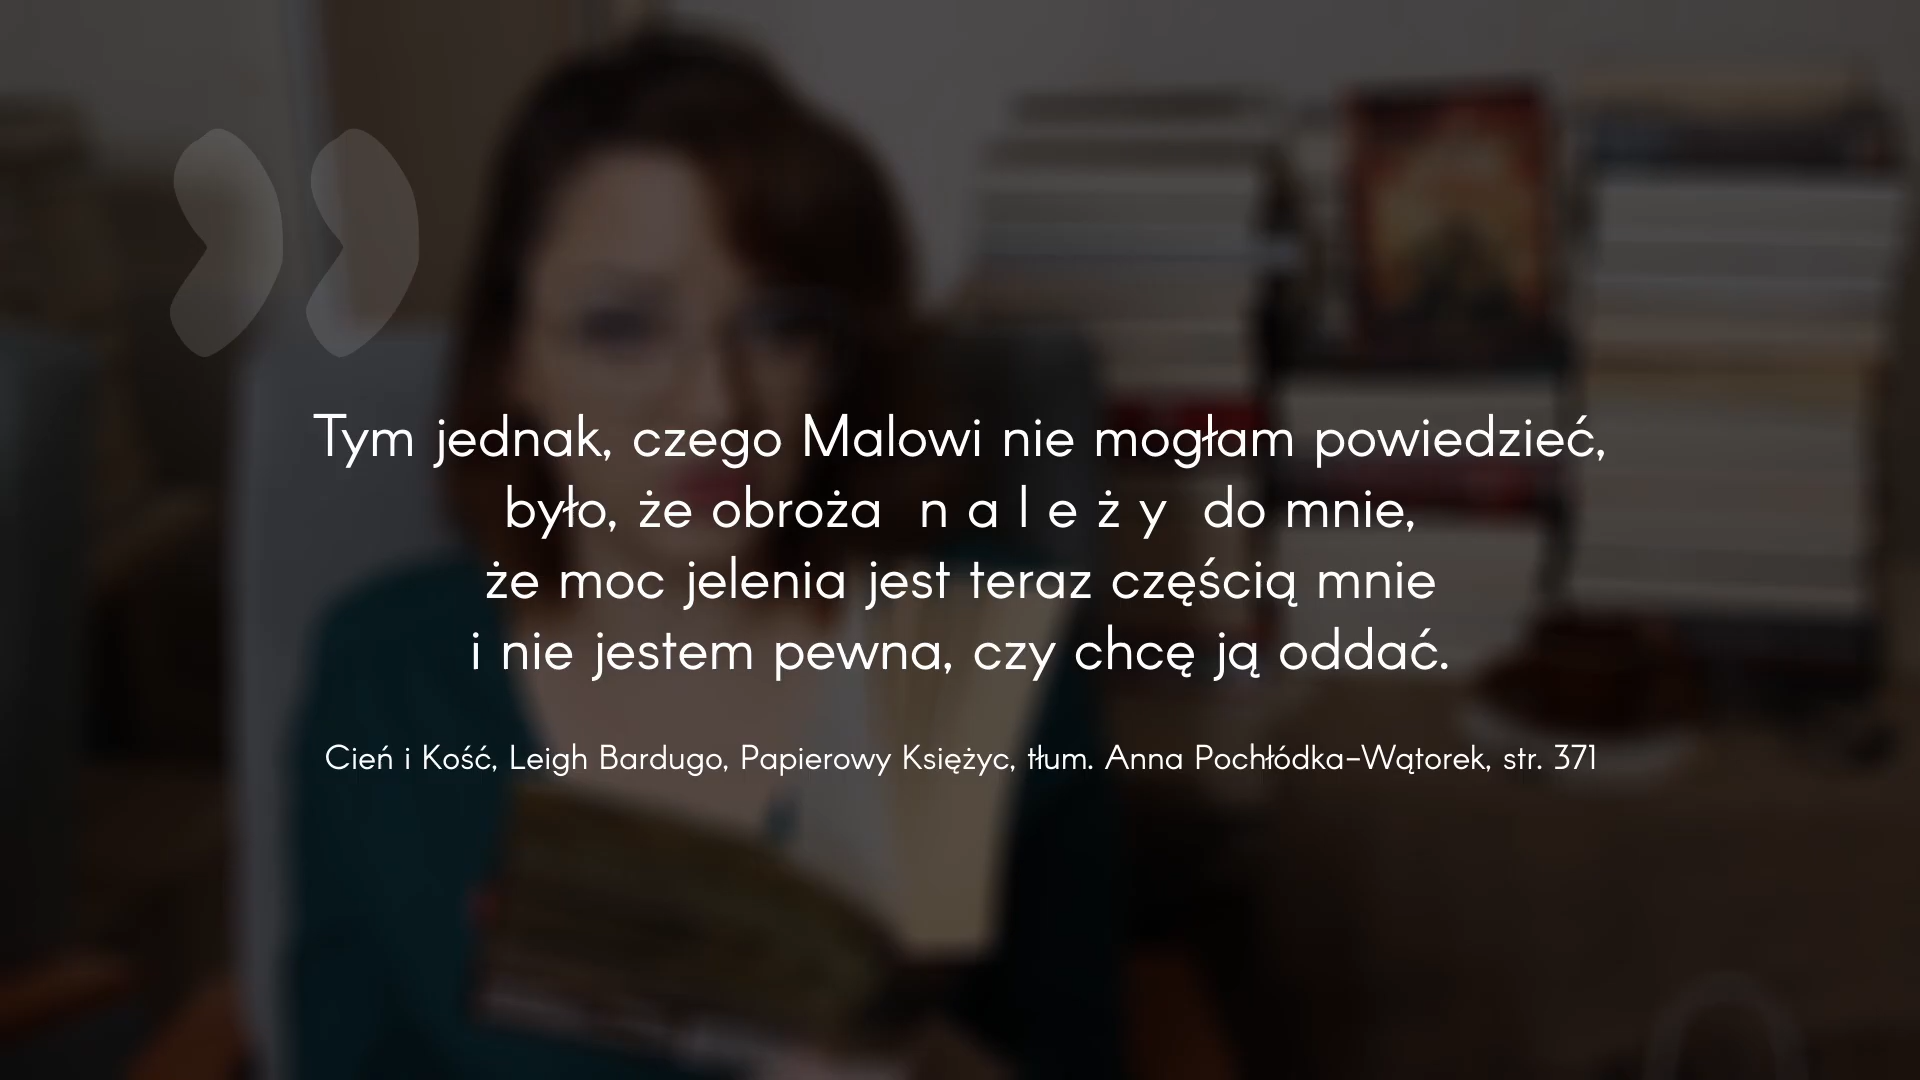 Tym jednak, czego Malowi nie mogłam powiedzieć,
było, że obroża n a l e ż y do mnie,
że moc jelenia jest teraz częścią mnie
i nie jestem pewna, czy chcę ją oddać.
Cień i Kość, Leigh Bardugo, Papierowy Księżyc, tłum. Anna Pochłódka-Wątorek, str. 371